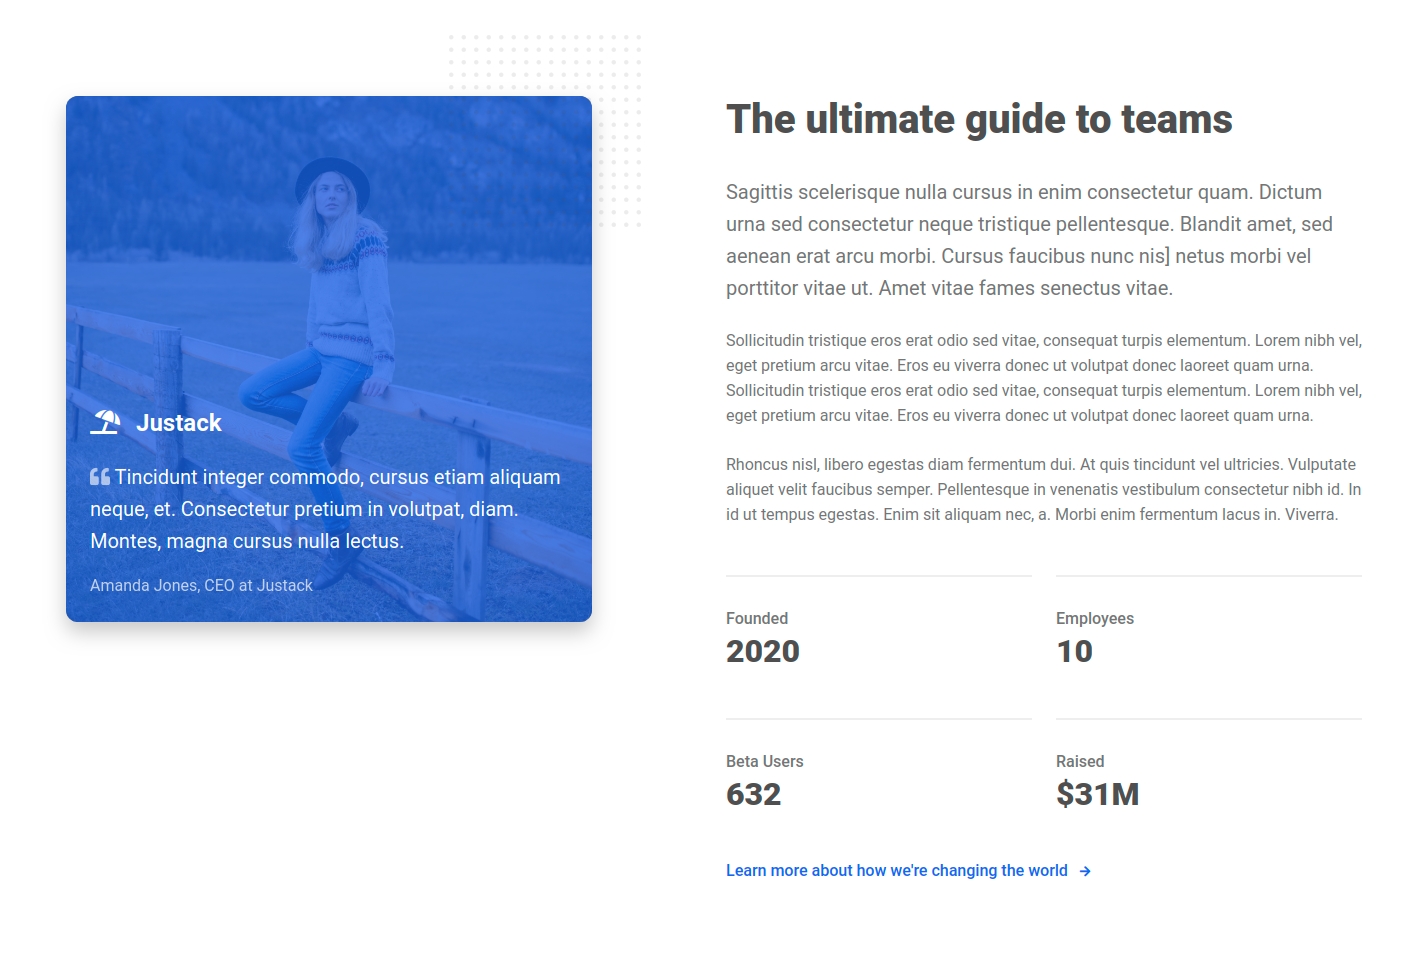 Justack
Tincidunt integer commodo, cursus etiam aliquam
neque, et. Consectetur pretium in volutpat, diam.
Montes, magna cursus nulla lectus.
Amanda Jones, CEO at Justack
The ultimate guide to teams
Sagittis scelerisque nulla cursus in enim consectetur quam. Dictum
urna sed consectetur neque tristique pellentesque. Blandit amet, sed
aenean erat arcu morbi. Cursus faucibus nunc nis] netus morbi vel
porttitor vitae ut. Amet vitae fames senectus vitae.
Sollicitudin tristique eros erat odio sed vitae, consequat turpis elementum. Lorem nibh vel,
eget pretium arcu vitae. Eros eu viverra donec ut volutpat donec laoreet quam urna.
Sollicitudin tristique eros erat odio sed vitae, consequat turpis elementum. Lorem nibh vel,
eget pretium arcu vitae. Eros eu viverra donec ut volutpat donec laoreet quam urna.
Rhoncus nisl, libero egestas diam fermentum dui. At quis tincidunt vel ultricies. Vulputate
aliquet velit faucibus semper. Pellentesque in venenatis vestibulum consectetur nibh id. In
id ut tempus egestas. Enim sit aliquam nec, a. Morbi enim fermentum lacus in. Viverra.
Founded
2020
Employees
10
Beta Users
632
Raised
$31M
Learn more about how we're changing the world